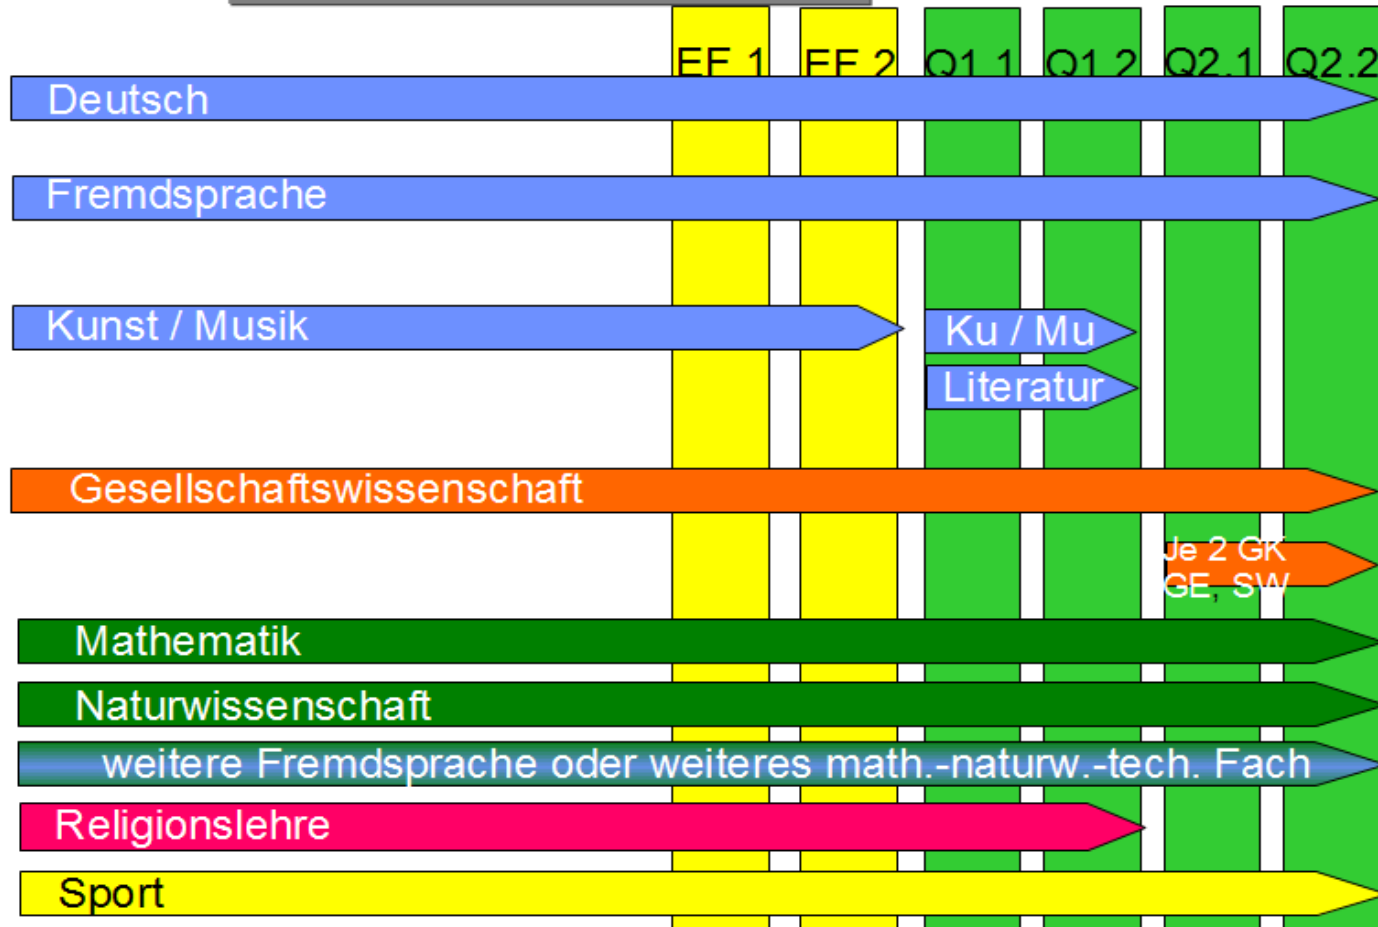 EF 1 EF 2 Q1 1 Q1 2 Q2.1 Q2.2
Deutsch
Fremdsprache
Kunst / Musik
Ku / Mu
Literatur
Gesellschaftswissenschaft
Je 2 GK
GE, SW
Mathematik
Naturwissenschaft
weitere Fremdsprache oder weiteres math.-naturw.-tech. Fach
Religionslehre
Sport